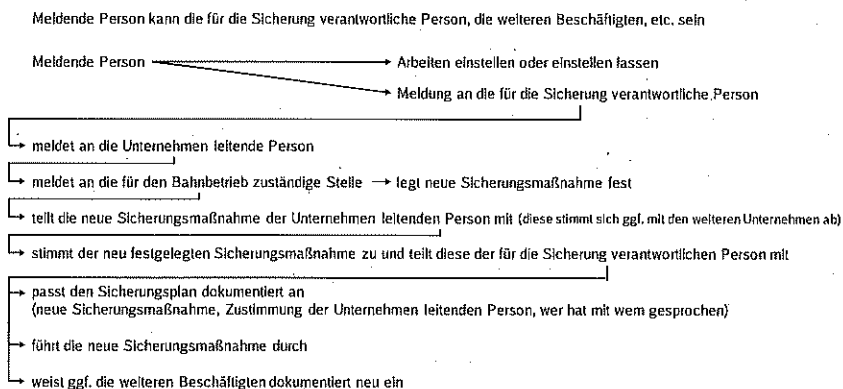 Meldende Person kann die für die Sicherung verantwortliche Person, die weiteren Beschäftigten, etc. sein
Meldende Person
Arbeiten einstellen oder einstellen lassen
Meldung an die für die Sicherung verantwortliche Person
meldet an die Unternehmen leitende Person
meldet an die für den Bahnbetrieb zuständige Stelle → legt neue Sicherungsmaßnahme fest
teilt die neue Sicherungsmaßnahme der Unternehmen leitenden Person mit (diese stimmt sich ggf. mit den weiteren Unternehmen ab)
stimmt der neu festgelegten Sicherungsmaßnahme zu und teilt diese der für die Sicherung verantwortlichen Person mit
passt den Sicherungsplan dokumentiert an
(neue Sicherungsmaßnahme, Zustimmung der Unternehmen leitenden Person, wer hat mit wem gesprochen)
führt die neue Sicherungsmaßnahme durch
weist ggf. die weiteren Beschäftigten dokumentiert neu ein